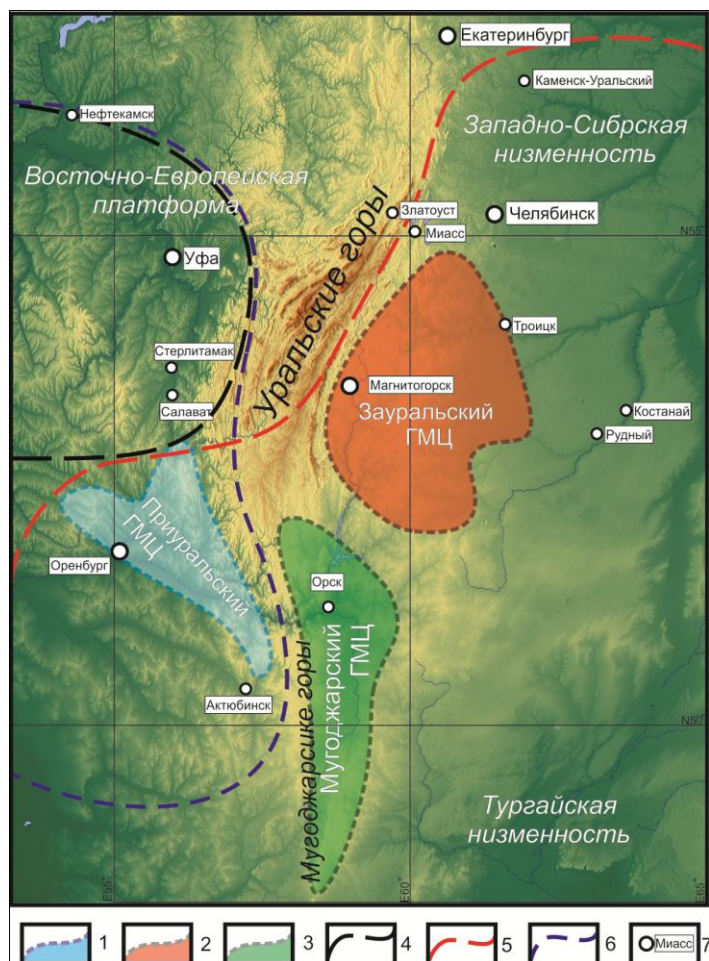 Екатеринбург
Каменск-Уральский
Нефтекамск
Западно-Сибрская
низменность
Восточно-Европейская
платформа
Златоуст
Челябинск
Миасс
N55°
Уфа
Уральские горы
Троицк
Стерлитамак
Магнитогорск
Салават
Зауральский
ГМЦ
Костанай
Рудный
Приуральский
ГМЦ
Оренбург
Орск
Мугоджарский
ГМЦ
Мугоджарсике горы
Актюбинск
N50°
Тургайская
низменность
E55°
E60°
E65°
1
2
3
4
5
6
Миасс
7